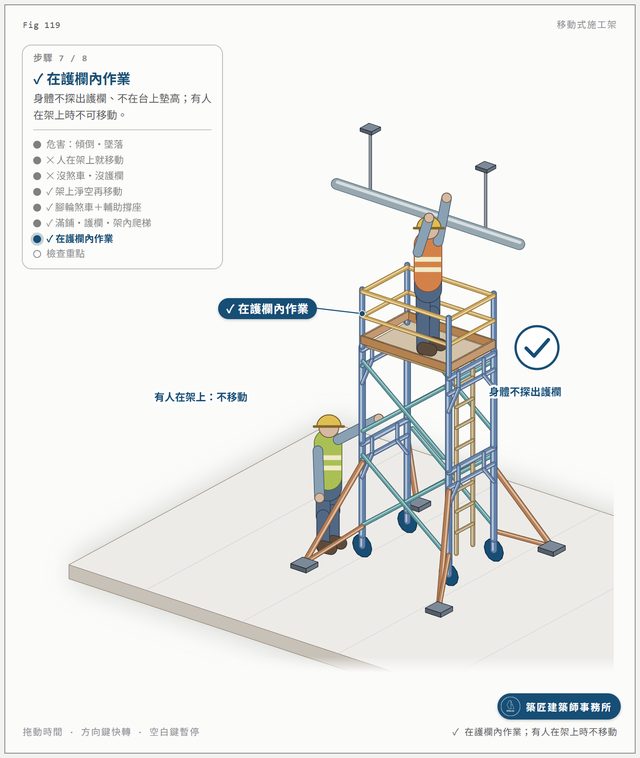 Fig 119
移動式施工架
步驟 7 / 8
✓ 在護欄內作業
身體不探出護欄、不在台上墊高；有人
在架上時不可移動。
危害：傾倒・墜落
✕ 人在架上就移動
✕ 沒煞車・沒護欄
✓ 架上淨空再移動
✓ 腳輪煞車＋輔助撐座
✓ 滿鋪・護欄・架內爬梯
✓ 在護欄內作業
檢查重點
✓ 在護欄內作業
身體不探出護欄
有人在架上：不移動
築匠建築師事務所
拖動時間 · 方向鍵快轉 · 空白鍵暫停
✓ 在護欄內作業；有人在架上時不移動